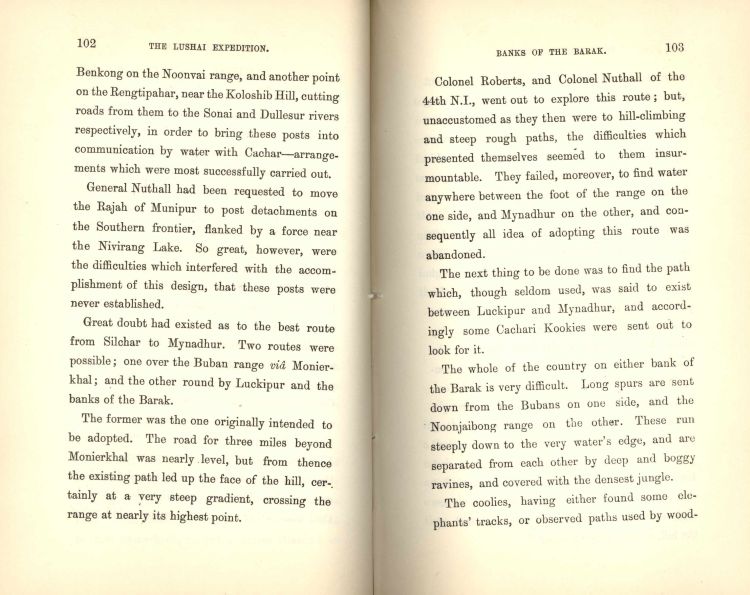 102
THE LUSHAI EXPEDITION.
Benkong on the Noonvai range, and another point
on the Rengtipahar, near the Koloshib Hill, cutting
roads from them to the Sonai and Dullesur rivers
respectively, in order to bring these posts into
communication by water with Cachar—arrange-
ments which were most successfully carried out.
General Nuthall had been requested to move
the Rajah of Munipur to post detachments on
the Southern frontier, flanked by a force near
the Nivirang Lake. So great, however, were
the difficulties which interfered with the accom-
plishment of this design, that these posts were
never established.
Great doubt had existed as to the best route
from Silchar to Mynadhur. Two routes were
possible; one over the Buban range viâ Monier-
khal; and the other round by Luckipur and the
banks of the Barak.
The former was the one originally intended to
be adopted. The road for three miles beyond
Monierkhal was nearly level, but from thence
the existing path led up the face of the hill, cer-
tainly at a very steep gradient, crossing the
range at nearly its highest point.
BANKS OF THE BARAK.
103
Colonel Roberts, and Colonel Nuthall of the
44th N.I., went out to explore this route; but,
unaccustomed as they then were to hill-climbing
and steep rough paths, the difficulties which
presented themselves seemed to them insur-
mountable. They failed, moreover, to find water
anywhere between the foot of the range on the
one side, and Mynadhur on the other, and con-
sequently all idea of adopting this route was
abandoned.
The next thing to be done was to find the path
which, though seldom used, was said to exist
between Luckipur and Mynadhur, and accord-
ingly some Cachari Kookies were sent out to
look for it.
The whole of the country on either bank of
the Barak is very difficult. Long spurs are sent
down from the Bubans on one side, and the
Noonjaibong range on the other. These run
steeply down to the very water's edge, and are
separated from each other by deep and boggy
ravines, and covered with the densest jungle.
The coolies, having either found some ele-
phants' tracks, or observed paths used by wood-